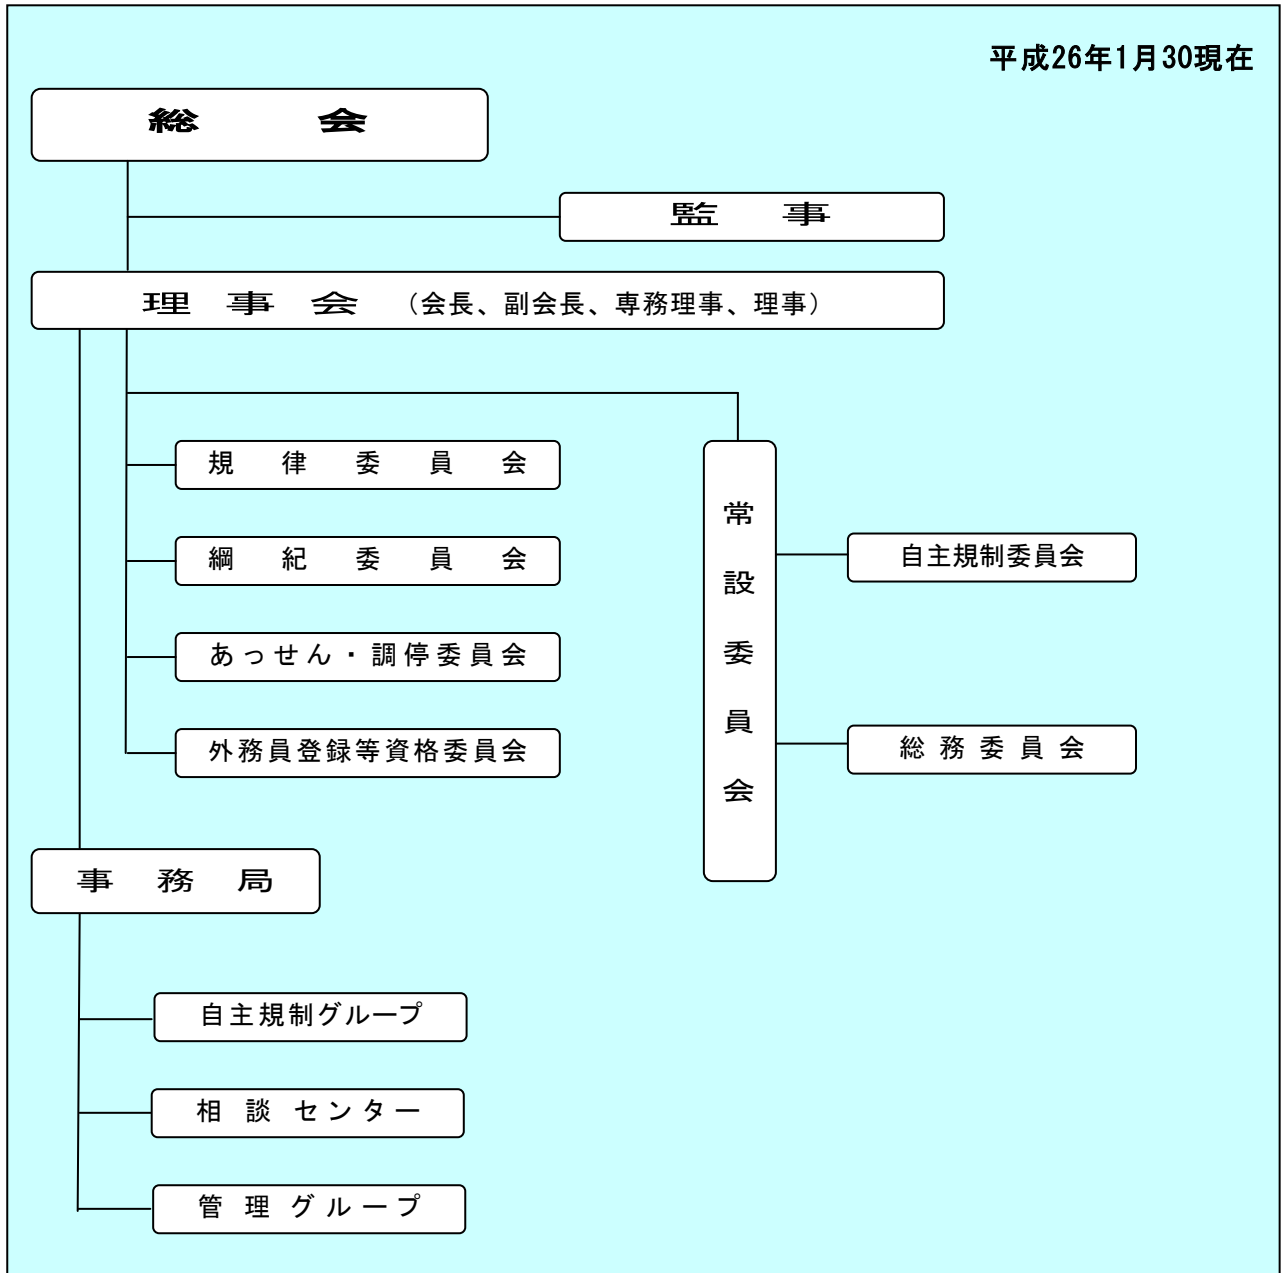 平成26年1月30現在
総会
監事
理事会 （会長、副会長、専務理事、理事）
規律委員会
綱紀委員会
あっせん・調停委員会
外務員登録等資格委員会
常設委員会
自主規制委員会
総務委員会
事務局
自主規制グループ
相談センター
管理グループ